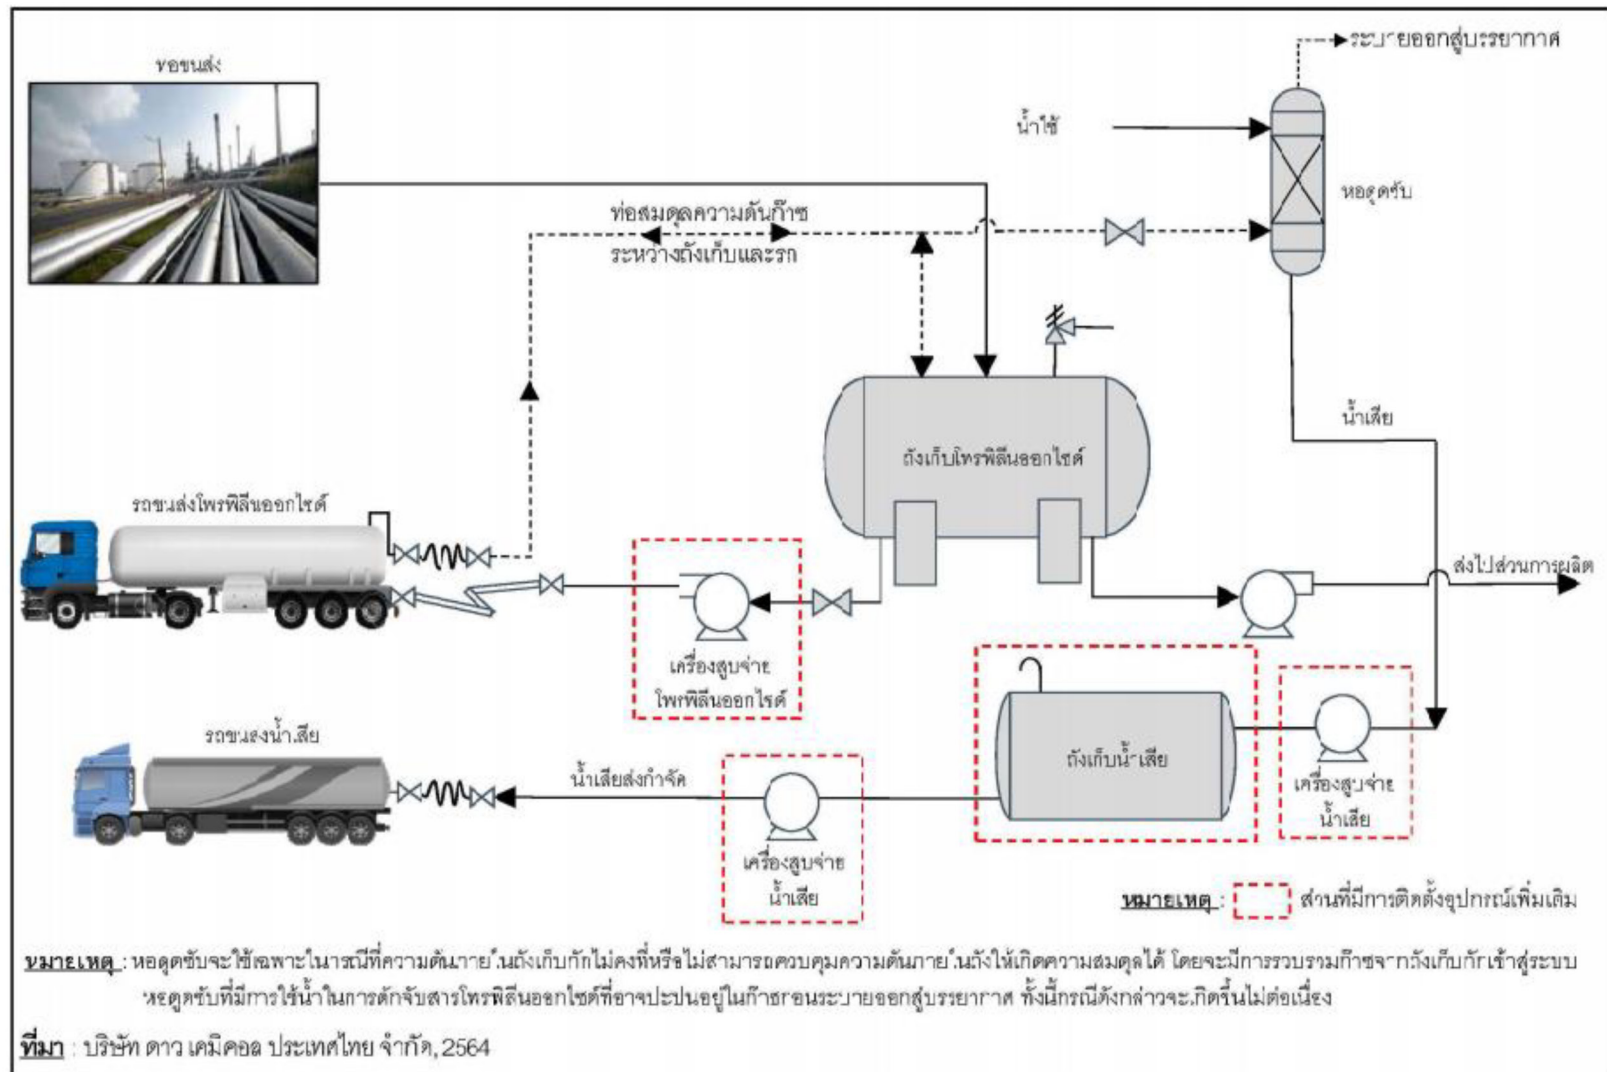 ท่อขนส่ง
ระบายออกสู่บรรยากาศ
น้ำใช้
หอดูดซับ
ท่อสมดุลความดันก๊าซ
ระหว่างถังเก็บและรถ
น้ำเสีย
ถังเก็บโพรพิลีนออกไซด์
รถขนส่งโพรพิลีนออกไซด์
ส่งไปส่วนการผลิต
เครื่องสูบจ่าย
โพรพิลีนออกไซด์
รถขนส่งน้ำเสีย
น้ำเสียส่งกำจัด
ถังเก็บน้ำเสีย
เครื่องสูบจ่าย
น้ำเสีย
เครื่องสูบจ่าย
น้ำเสีย
หมายเหตุ : ส่วนที่มีการติดตั้งอุปกรณ์เพิ่มเติม
หมายเหตุ : หอดูดซับจะใช้เฉพาะในกรณีที่ความดันภายในถังเก็บกักไม่คงที่หรือไม่สามารถควบคุมความดันภายในถังให้เกิดความสมดุลได้ โดยจะมีการรวบรวมก๊าซจากถังเก็บกักเข้าสู่ระบบ
หอดูดซับที่มีการใช้น้ำในการดักจับสารโพรพิลีนออกไซด์ที่อาจปะปนอยู่ในก๊าซก่อนระบายออกสู่บรรยากาศ ทั้งนี้กรณีดังกล่าวจะเกิดขึ้นไม่ต่อเนื่อง
ที่มา : บริษัท ดาว เคมิคอล ประเทศไทย จำกัด, 2564